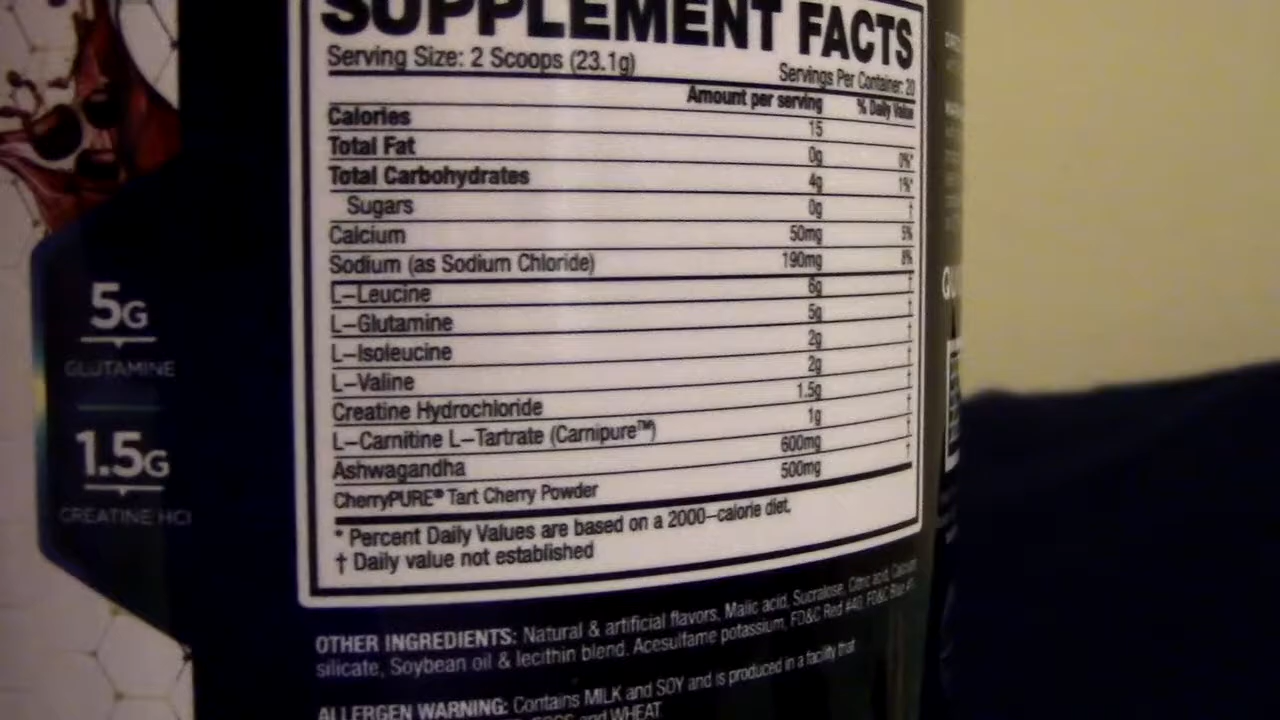 SUPPLEMENT FACTS
Serving Size: 2 Scoops (23.1g)
Servings Per Container: 20
Amount per serving % Daily Value
Calories 15
Total Fat 0g 0%*
Total Carbohydrates 4g 1%*
Sugars 0g †
Calcium 50mg 5%
Sodium (as Sodium Chloride) 190mg 8%
L–Leucine 6g †
L–Glutamine 5g †
L–Isoleucine 2g †
L–Valine 2g †
Creatine Hydrochloride 1.5g †
L–Carnitine L–Tartrate (Carnipure™) 1g †
Ashwagandha 600mg †
CherryPURE® Tart Cherry Powder 500mg †
* Percent Daily Values are based on a 2000–calorie diet.
† Daily value not established
OTHER INGREDIENTS: Natural & artificial flavors, Malic acid, Sucralose, Citric acid, Calcium
silicate, Soybean oil & lecithin blend, Acesulfame potassium, FD&C Red #40, FD&C Blue #1
ALLERGEN WARNING: Contains MILK and SOY and is produced in a facility that
and WHEAT
5G
GLUTAMINE
1.5G
CREATINE HCl